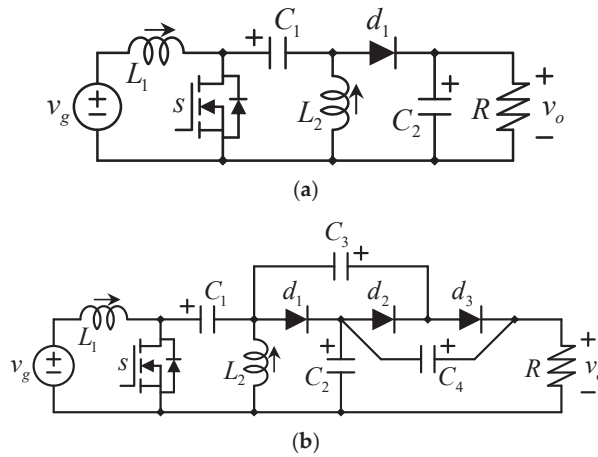 C1 d1
+ +
L1
vg s L2 C2 R vo
+
−
(a)
C3
+
C1 d1 d2 d3
+
L1
vg s L2 C2 + C4 + R + v
−
(b)